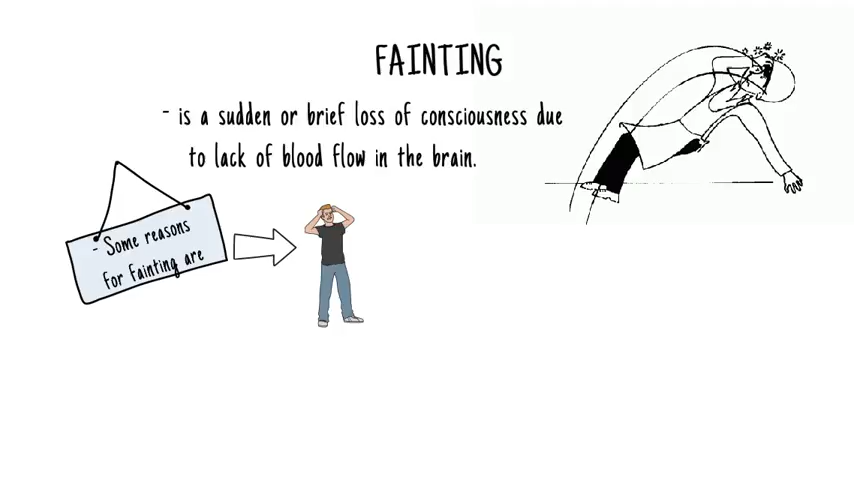 FAINTING
- is a sudden or brief loss of consciousness due
to lack of blood flow in the brain.
- Some reasons
for fainting are